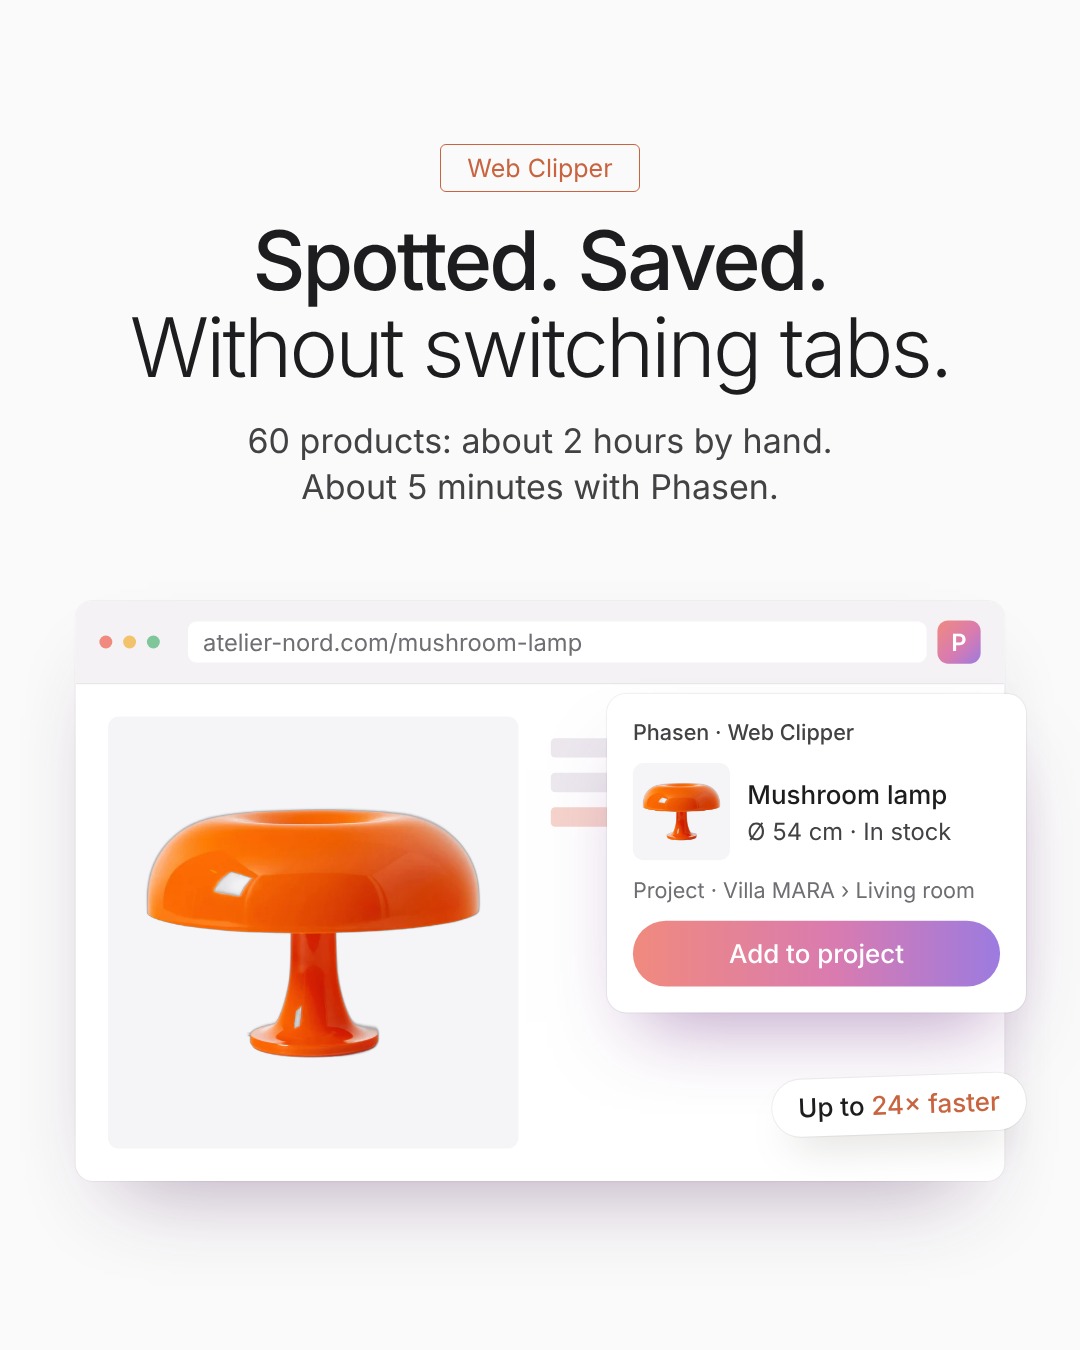 Web Clipper
Spotted. Saved.
Without switching tabs.
60 products: about 2 hours by hand.
About 5 minutes with Phasen.
atelier-nord.com/mushroom-lamp
P
Phasen · Web Clipper
Mushroom lamp
Ø 54 cm · In stock
Project · Villa MARA › Living room
Add to project
Up to 24× faster